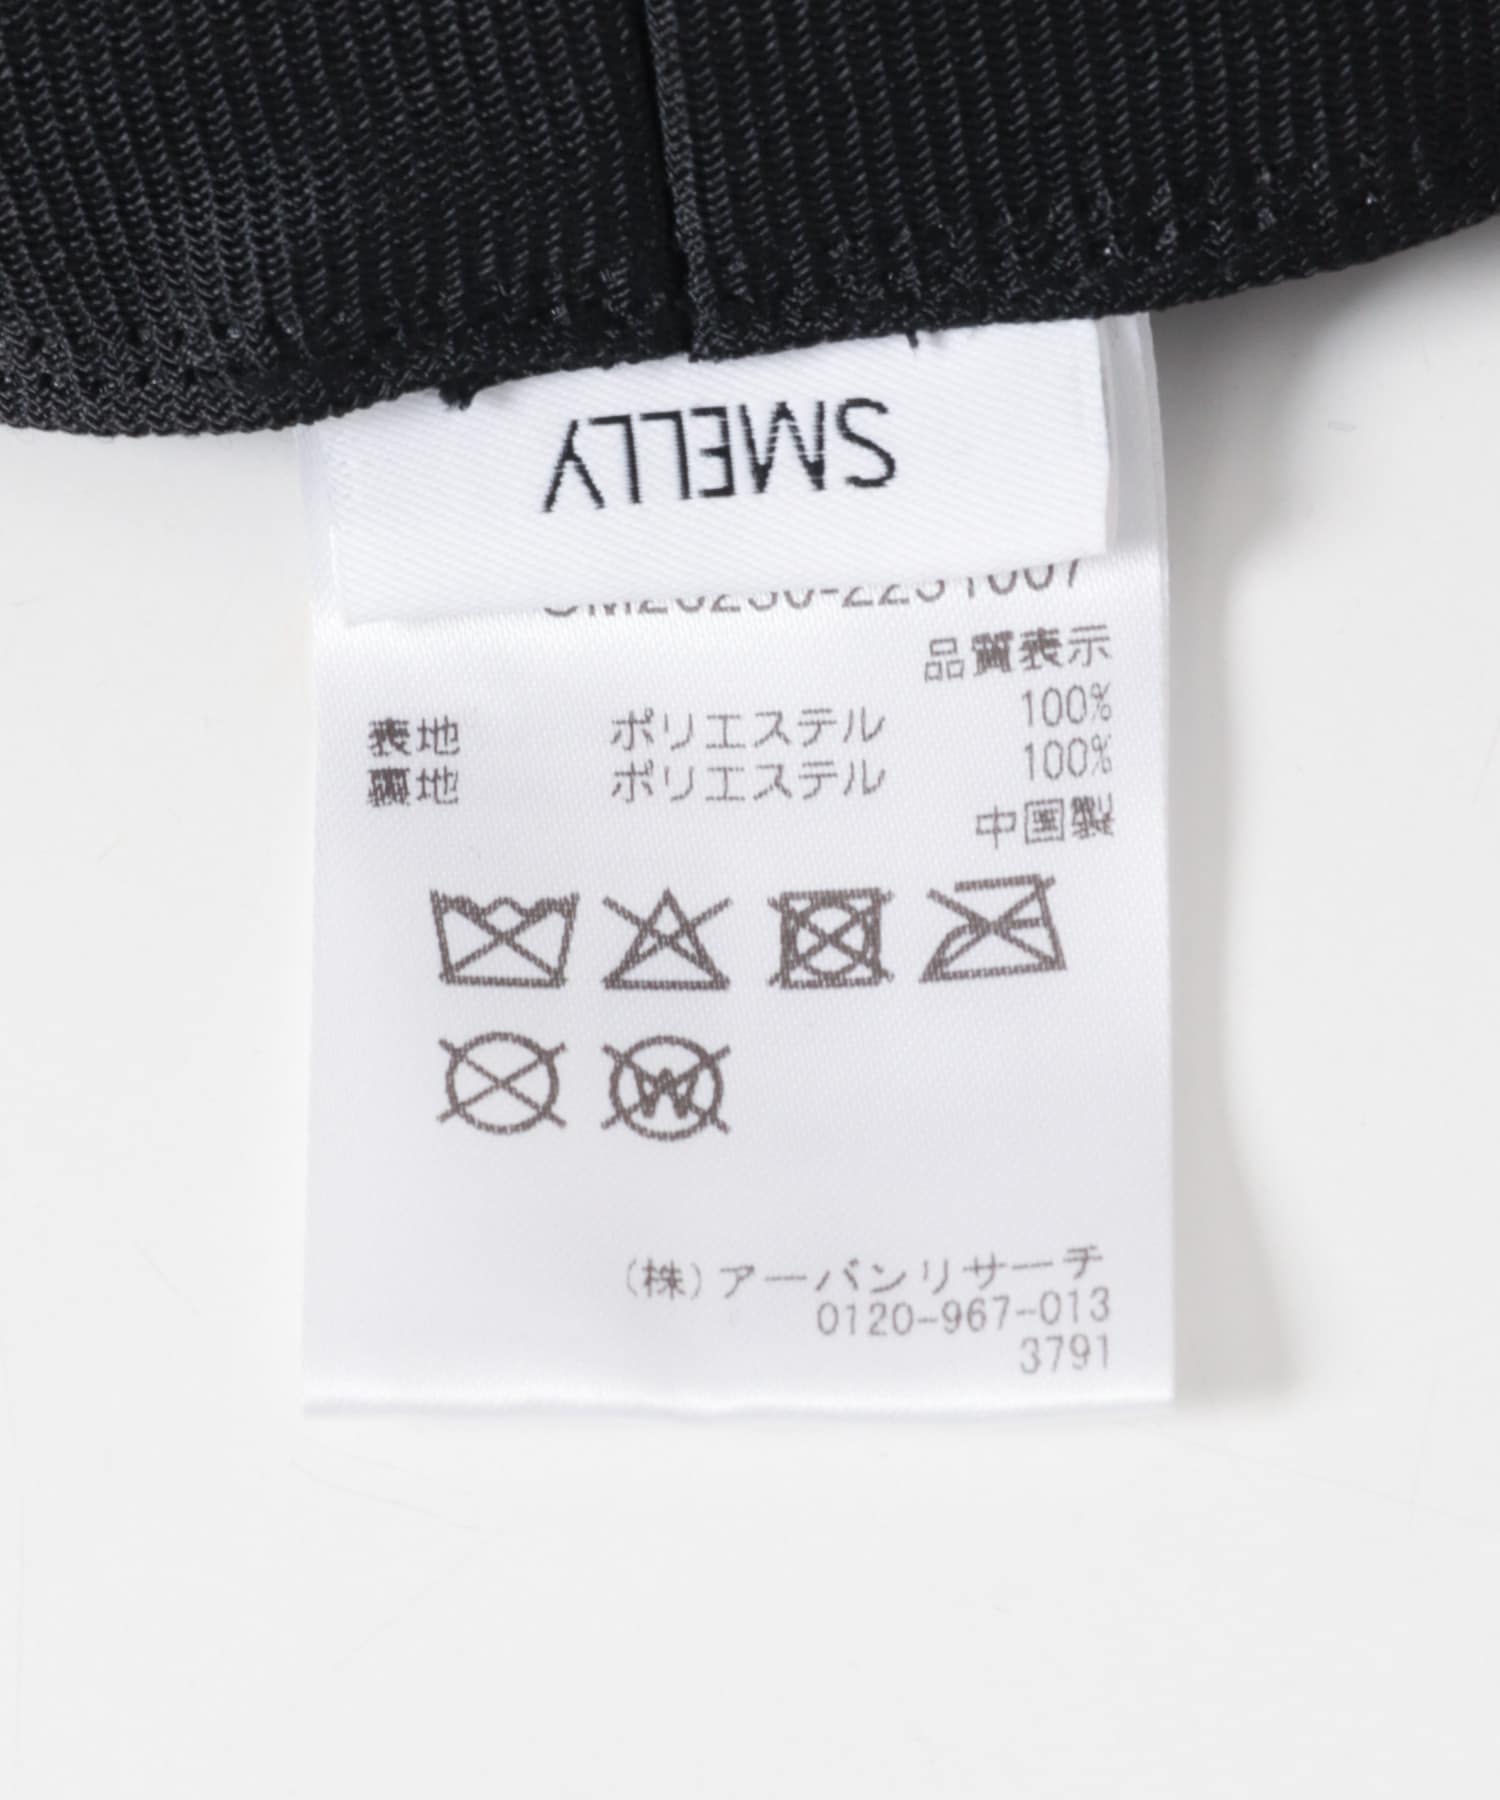 SMELLY
品質表示
表地 ポリエステル 100%
裏地 ポリエステル 100%
中国製
W
(株)アーバンリサーチ
0120-967-013
3791